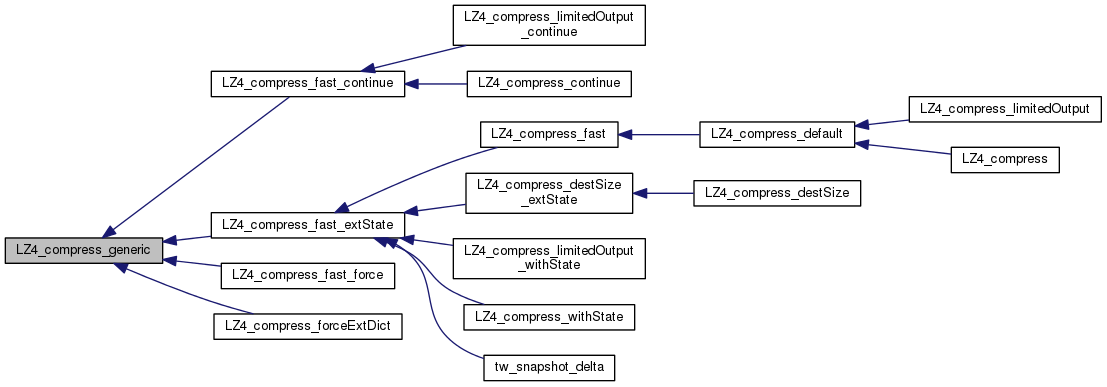 LZ4_compress_limitedOutput
_continue
LZ4_compress_fast_continue
LZ4_compress_continue
LZ4_compress_limitedOutput
LZ4_compress_fast
LZ4_compress_default
LZ4_compress
LZ4_compress_destSize
_extState
LZ4_compress_destSize
LZ4_compress_fast_extState
LZ4_compress_generic
LZ4_compress_limitedOutput
_withState
LZ4_compress_fast_force
LZ4_compress_withState
LZ4_compress_forceExtDict
tw_snapshot_delta